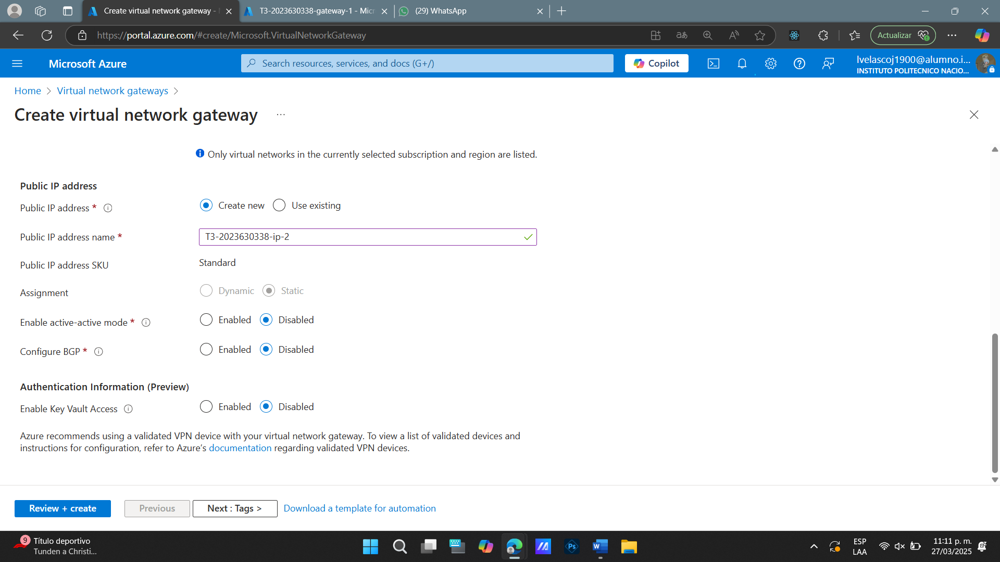 Create virtual network gateway -
T3-2023630338-gateway-1 - Micr
(29) WhatsApp
https://portal.azure.com/#create/Microsoft.VirtualNetworkGateway
Actualizar
Microsoft Azure
Search resources, services, and docs (G+/)
Copilot
lvelascoj1900@alumno.i...
INSTITUTO POLITECNICO NACIO...
Home > Virtual network gateways >
Create virtual network gateway ...
Only virtual networks in the currently selected subscription and region are listed.
Public IP address
Public IP address * Create new Use existing
Public IP address name * T3-2023630338-ip-2
Public IP address SKU Standard
Assignment Dynamic Static
Enable active-active mode * Enabled Disabled
Configure BGP * Enabled Disabled
Authentication Information (Preview)
Enable Key Vault Access Enabled Disabled
Azure recommends using a validated VPN device with your virtual network gateway. To view a list of validated devices and
instructions for configuration, refer to Azure's documentation regarding validated VPN devices.
Review + create Previous Next : Tags > Download a template for automation
9
Título deportivo
Tunden a Christi...
ESP
LAA
11:11 p. m.
27/03/2025